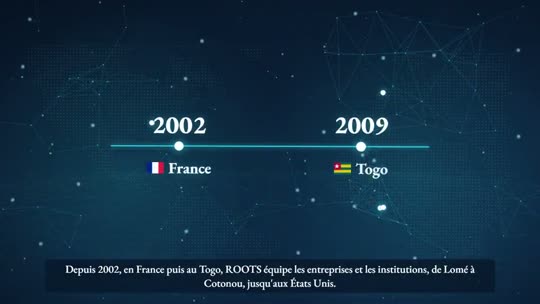 2002
2009
France
Togo
Depuis 2002, en France puis au Togo, ROOTS équipe les entreprises et les institutions, de Lomé à
Cotonou, jusqu'aux États Unis.